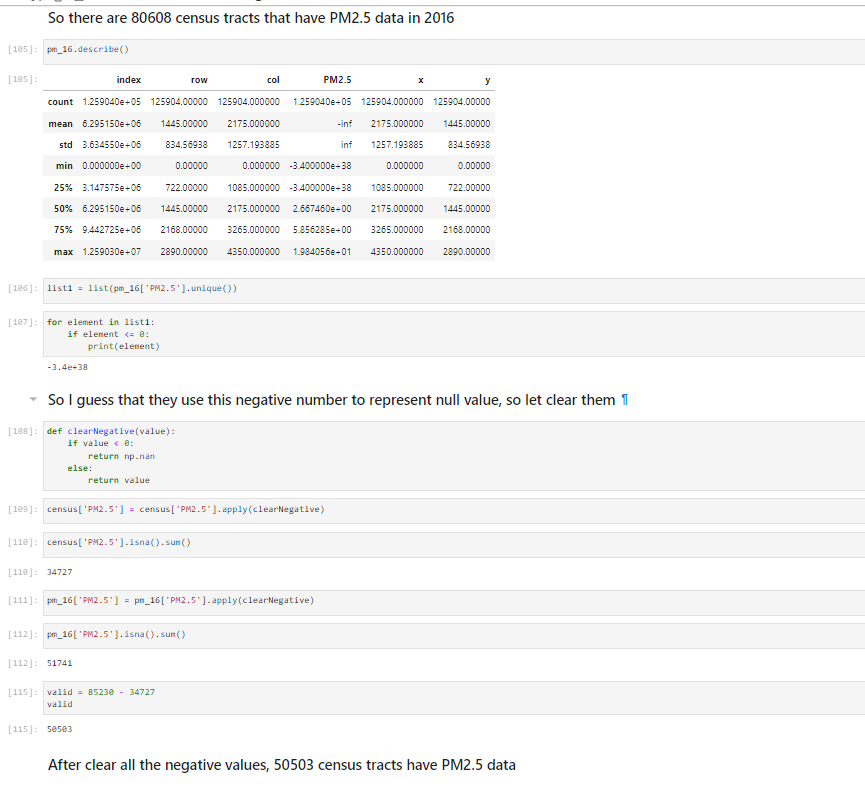 So there are 80608 census tracts that have PM2.5 data in 2016
[105]: pm_16.describe()
[105]:
index row col PM2.5 x y
count 1.259040e+05 125904.00000 125904.000000 1.259040e+05 125904.000000 125904.00000
mean 6.295150e+06 1445.00000 2175.000000 -inf 2175.000000 1445.00000
std 3.634550e+06 834.56938 1257.193885 inf 1257.193885 834.56938
min 0.000000e+00 0.00000 0.000000 -3.400000e+38 0.000000 0.00000
25% 3.147575e+06 722.00000 1085.000000 -3.400000e+38 1085.000000 722.00000
50% 6.295150e+06 1445.00000 2175.000000 2.667460e+00 2175.000000 1445.00000
75% 9.442725e+06 2168.00000 3265.000000 5.856285e+00 3265.000000 2168.00000
max 1.259030e+07 2890.00000 4350.000000 1.984056e+01 4350.000000 2890.00000
[106]: list1 = list(pm_16['PM2.5'].unique())
[107]: for element in list1:
if element <= 0:
print(element)
-3.4e+38
So I guess that they use this negative number to represent null value, so let clear them ¶
[108]: def clearNegative(value):
if value < 0:
return np.nan
else:
return value
[109]: census['PM2.5'] = census['PM2.5'].apply(clearNegative)
[110]: census['PM2.5'].isna().sum()
[110]: 34727
[111]: pm_16['PM2.5'] = pm_16['PM2.5'].apply(clearNegative)
[112]: pm_16['PM2.5'].isna().sum()
[112]: 51741
[115]: valid = 85230 - 34727
valid
[115]: 50503
After clear all the negative values, 50503 census tracts have PM2.5 data